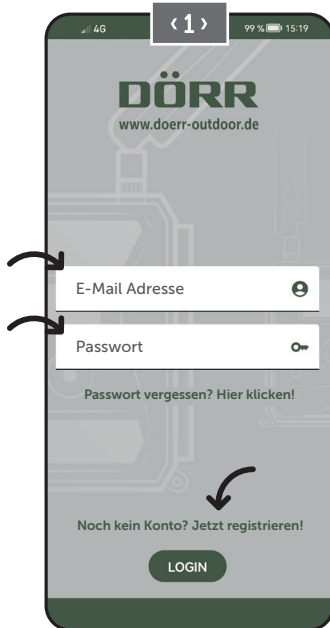 4G
‹1›
99 % 15:19
DÖRR
www.doerr-outdoor.de
E-Mail Adresse
Passwort
Passwort vergessen? Hier klicken!
Noch kein Konto? Jetzt registrieren!
LOGIN